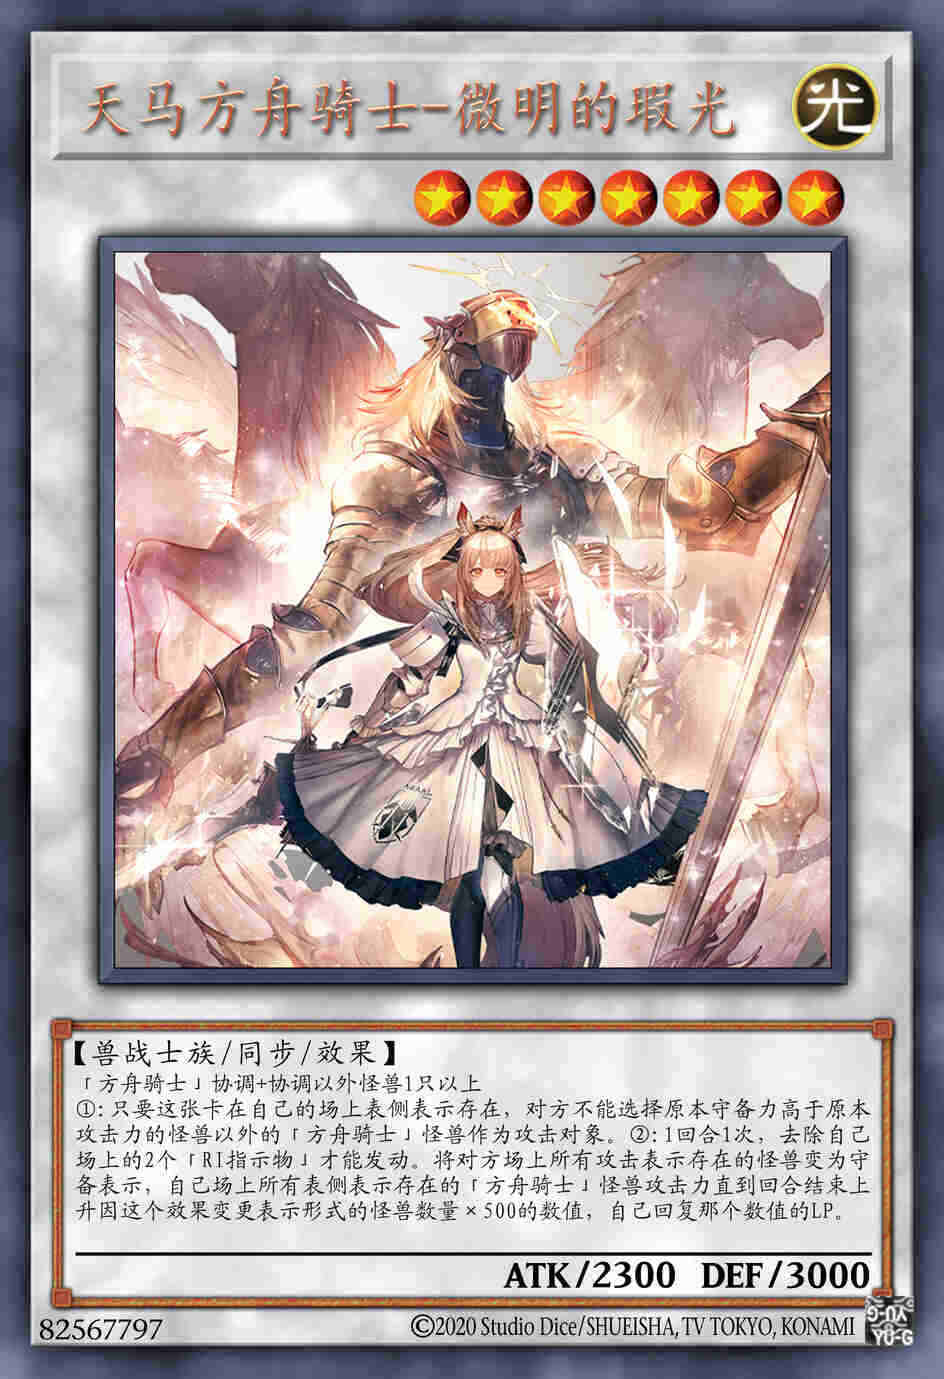 天马方舟骑士-微明的瑕光
光
【兽战士族/同步/效果】
「方舟骑士」协调+协调以外怪兽1只以上
①：只要这张卡在自己的场上表侧表示存在，对方不能选择原本守备力高于原本
攻击力的怪兽以外的「方舟骑士」怪兽作为攻击对象。②：1回合1次，去除自己
场上的2个「RI指示物」才能发动。将对方场上所有攻击表示存在的怪兽变为守
备表示，自己场上所有表侧表示存在的「方舟骑士」怪兽攻击力直到回合结束上
升因这个效果变更表示形式的怪兽数量×500的数值，自己回复那个数值的LP。
ATK/2300 DEF/3000
82567797 ©2020 Studio Dice/SHUEISHA, TV TOKYO, KONAMI